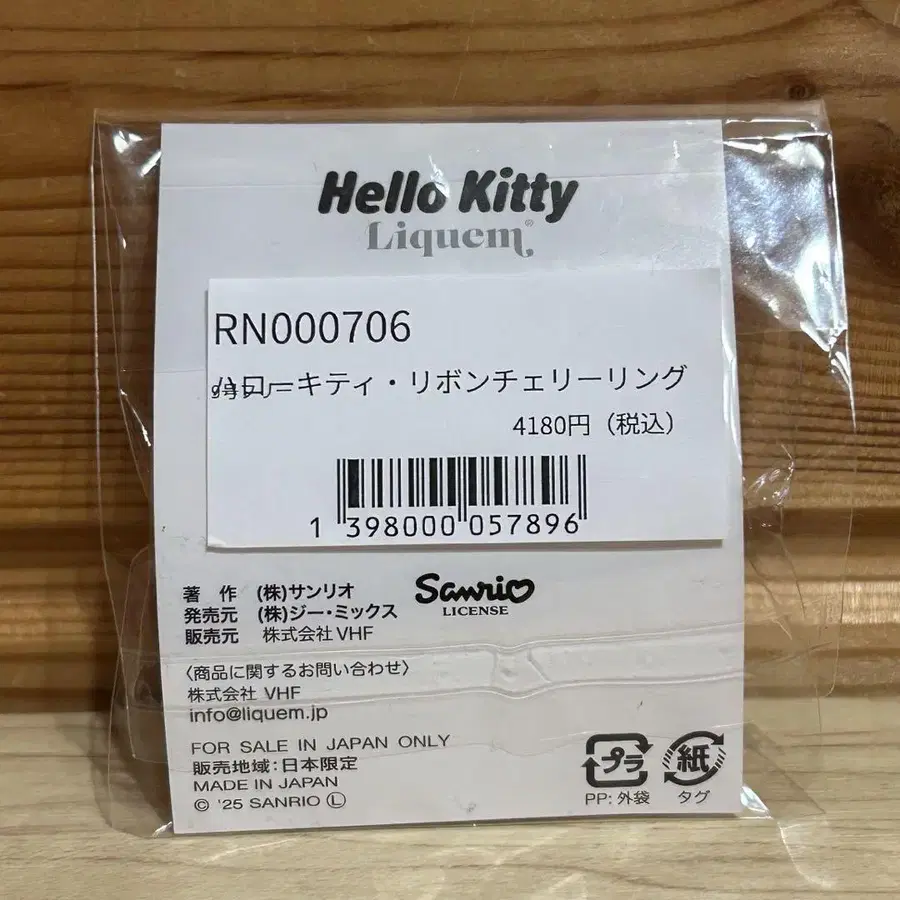 Hello Kitty
Liquem®
RN000706
ハローキティ・リボンチェリーリング
4180円（税込）
1 398000 057896
著 作 (株)サンリオ
発売元 (株)ジー・ミックス
販売元 株式会社VHF
Sanrio
LICENSE
〈商品に関するお問い合わせ〉
株式会社 VHF
info@liquem.jp
FOR SALE IN JAPAN ONLY
販売地域:日本限定
MADE IN JAPAN
© '25 SANRIO Ⓛ
プラ
PP: 外袋
紙
タグ